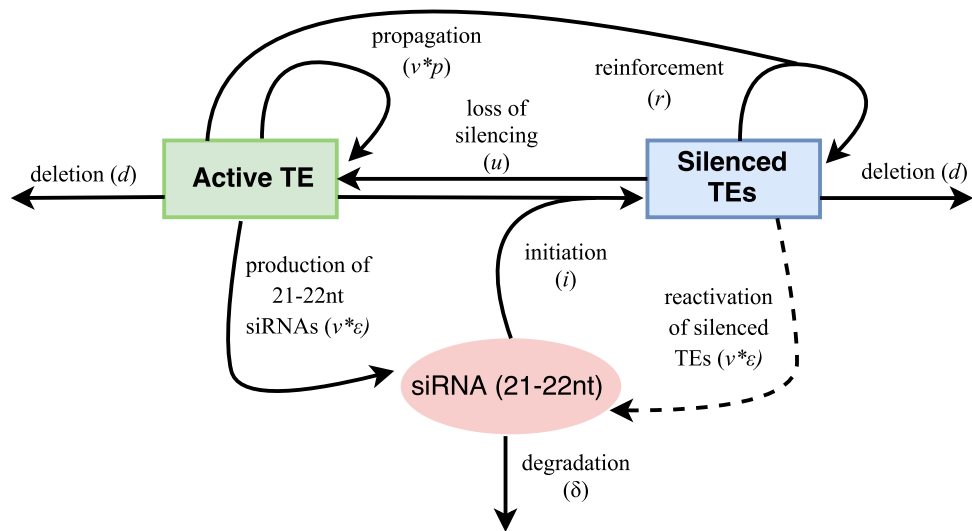 propagation
(v*p)
reinforcement
(r)
loss of
silencing
(u)
deletion (d)
Active TE
Silenced
TEs
deletion (d)
production of
21-22nt
siRNAs (v*ε)
initiation
(i)
reactivation
of silenced
TEs (v*ε)
siRNA (21-22nt)
degradation
(δ)